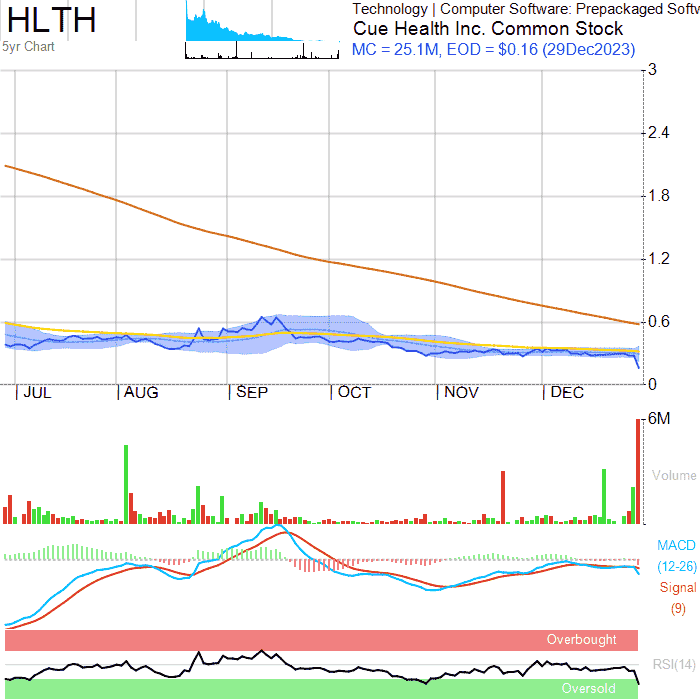 HLTH
5yr Chart
Technology | Computer Software: Prepackaged Softw
Cue Health Inc. Common Stock
MC = 25.1M, EOD = $0.16 (29Dec2023)
3
2.4
1.8
1.2
0.6
0
JUL AUG SEP OCT NOV DEC
6M
Volume
MACD
(12-26)
Signal
(9)
Overbought
RSI(14)
Oversold